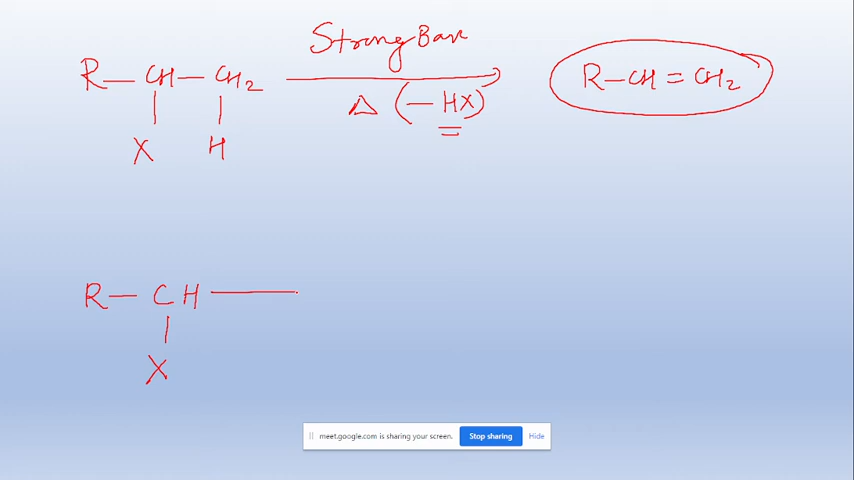 Strong Base
R — CH — CH₂ △ (— HX) R — CH = CH₂
X H
R — CH —
X
meet.google.com is sharing your screen. Stop sharing Hide